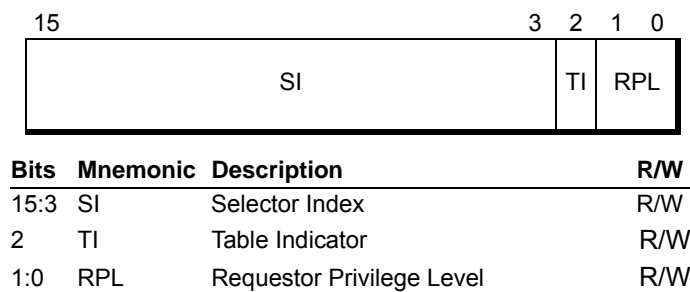 15 3 2 1 0
SI TI RPL
Bits Mnemonic Description R/W
15:3 SI Selector Index R/W
2 TI Table Indicator R/W
1:0 RPL Requestor Privilege Level R/W